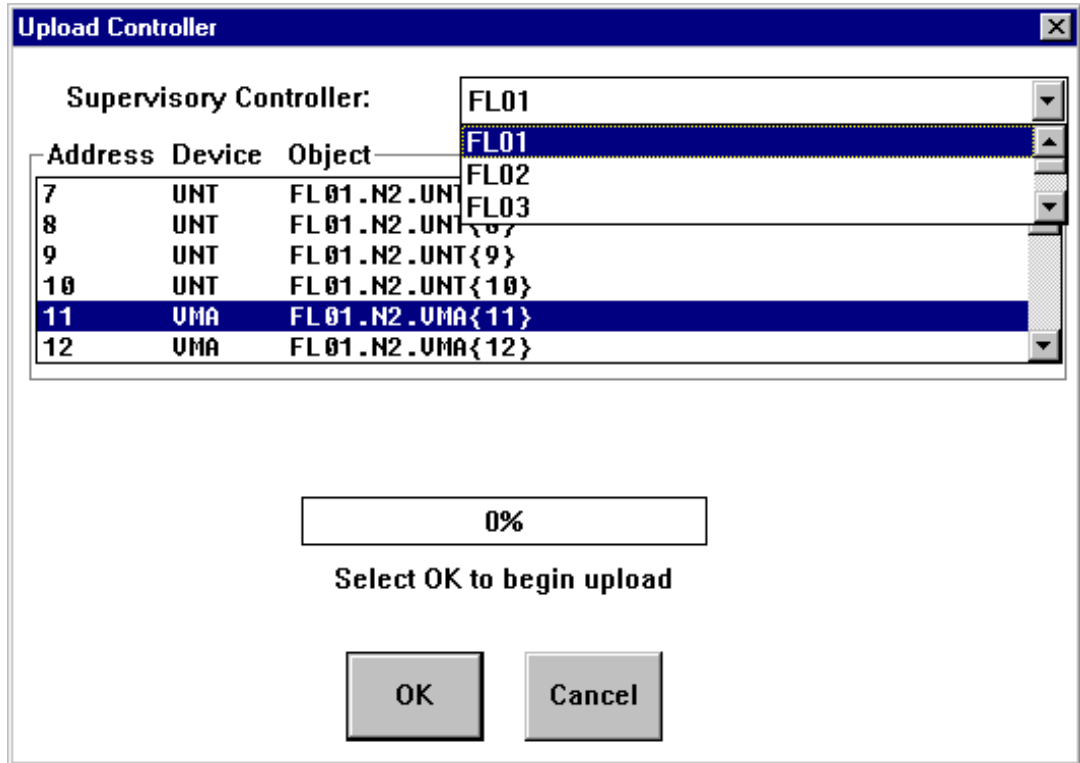 Upload Controller
Supervisory Controller: FL01
FL01
FL02
FL03
Address Device Object
7 UNT FL01.N2.UNT
8 UNT FL01.N2.UNT{8}
9 UNT FL01.N2.UNT{9}
10 UNT FL01.N2.UNT{10}
11 VMA FL01.N2.VMA{11}
12 VMA FL01.N2.VMA{12}
0%
Select OK to begin upload
OK Cancel